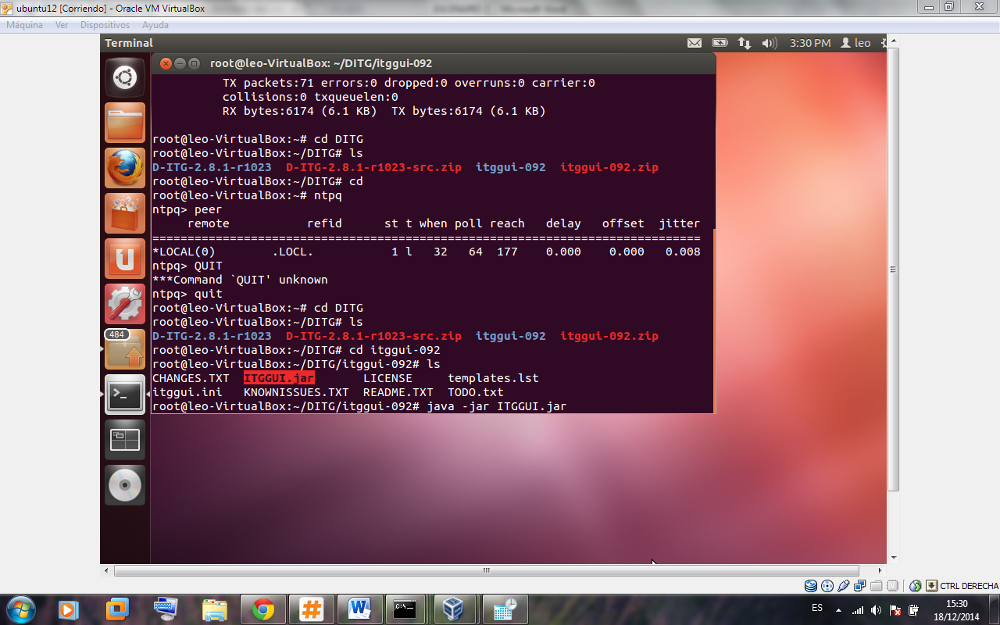 ubuntu12 [Corriendo] - Oracle VM VirtualBox
Máquina Ver Dispositivos Ayuda
Terminal
3:30 PM leo
root@leo-VirtualBox: ~/DITG/itggui-092
TX packets:71 errors:0 dropped:0 overruns:0 carrier:0
collisions:0 txqueuelen:0
RX bytes:6174 (6.1 KB)  TX bytes:6174 (6.1 KB)
root@leo-VirtualBox:~# cd DITG
root@leo-VirtualBox:~/DITG# ls
D-ITG-2.8.1-r1023  D-ITG-2.8.1-r1023-src.zip  itggui-092  itggui-092.zip
root@leo-VirtualBox:~/DITG# cd
root@leo-VirtualBox:~# ntpq
ntpq> peer
remote           refid      st t when poll reach   delay   offset  jitter
==============================================================================
*LOCAL(0)        .LOCL.           1 l   32   64  177    0.000    0.000   0.008
ntpq> QUIT
***Command `QUIT' unknown
ntpq> quit
root@leo-VirtualBox:~# cd DITG
root@leo-VirtualBox:~/DITG# ls
D-ITG-2.8.1-r1023  D-ITG-2.8.1-r1023-src.zip  itggui-092  itggui-092.zip
root@leo-VirtualBox:~/DITG# cd itggui-092
root@leo-VirtualBox:~/DITG/itggui-092# ls
CHANGES.TXT  ITGGUI.jar       LICENSE     templates.lst
itggui.ini   KNOWNISSUES.TXT  README.TXT  TODO.txt
root@leo-VirtualBox:~/DITG/itggui-092# java -jar ITGGUI.jar
484
CTRL DERECHA
ES
15:30
18/12/2014